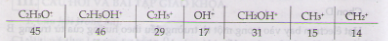 C₂H₅O⁺ C₂H₅OH⁺ C₂H₅⁺ OH⁺ CH₂OH⁺ CH₃⁺ CH₂⁺
45 46 29 17 31 15 14